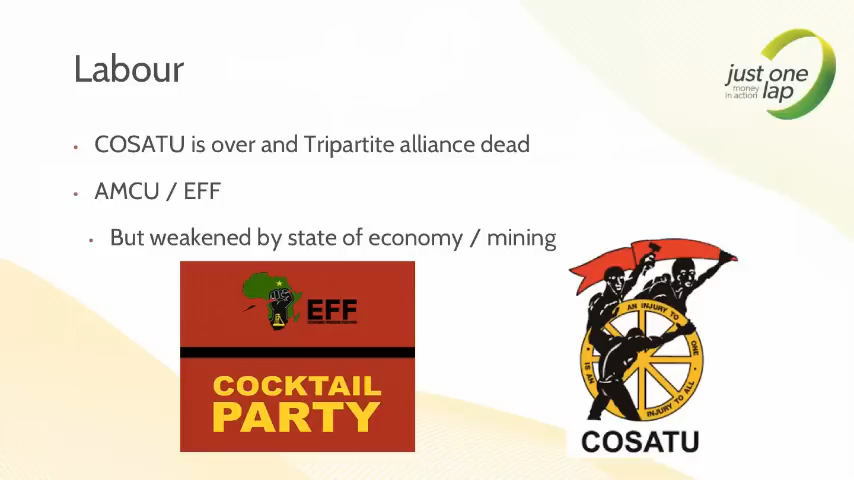 Labour
just one
money
in action lap
• COSATU is over and Tripartite alliance dead
• AMCU / EFF
• But weakened by state of economy / mining
EFF
COCKTAIL
PARTY
AN INJURY TO ONE
IS AN INJURY TO ALL
COSATU